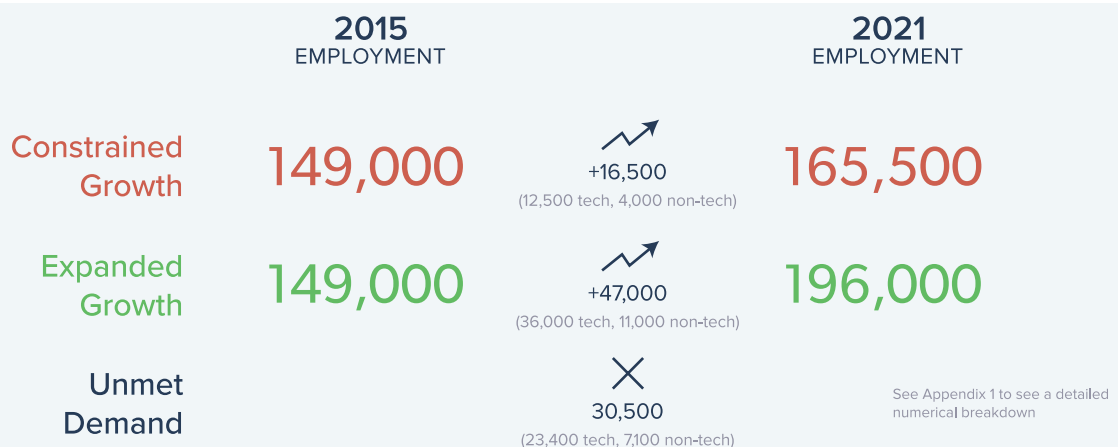 2015
EMPLOYMENT
2021
EMPLOYMENT
Constrained
Growth
149,000
+16,500
(12,500 tech, 4,000 non-tech)
165,500
Expanded
Growth
149,000
+47,000
(36,000 tech, 11,000 non-tech)
196,000
Unmet
Demand
30,500
(23,400 tech, 7,100 non-tech)
See Appendix 1 to see a detailed
numerical breakdown